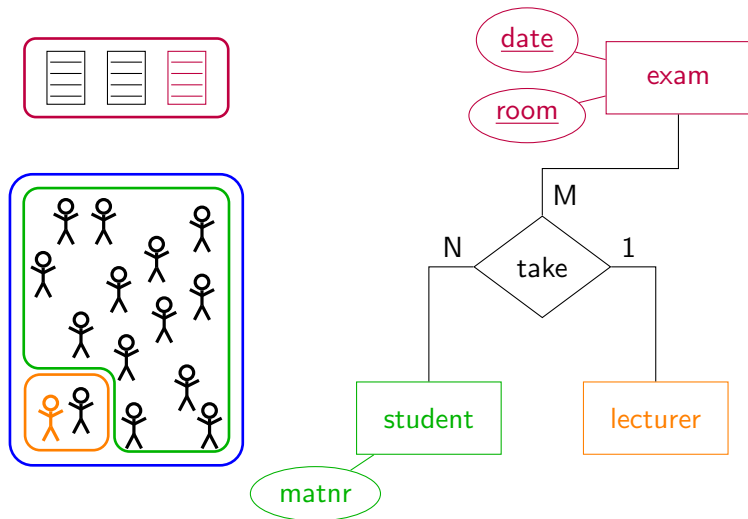 date
exam
room
M
N
take
1
student
lecturer
matnr